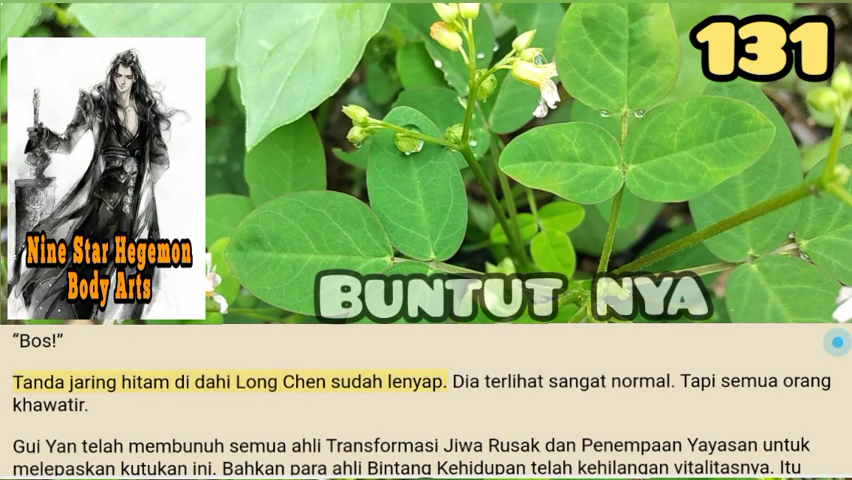 131
Nine Star Hegemon
Body Arts
BUNTUT NYA
“Bos!”
Tanda jaring hitam di dahi Long Chen sudah lenyap. Dia terlihat sangat normal. Tapi semua orang
khawatir.
Gui Yan telah membunuh semua ahli Transformasi Jiwa Rusak dan Penempaan Yayasan untuk
melepaskan kutukan ini. Bahkan para ahli Bintang Kehidupan telah kehilangan vitalitasnya. Itu